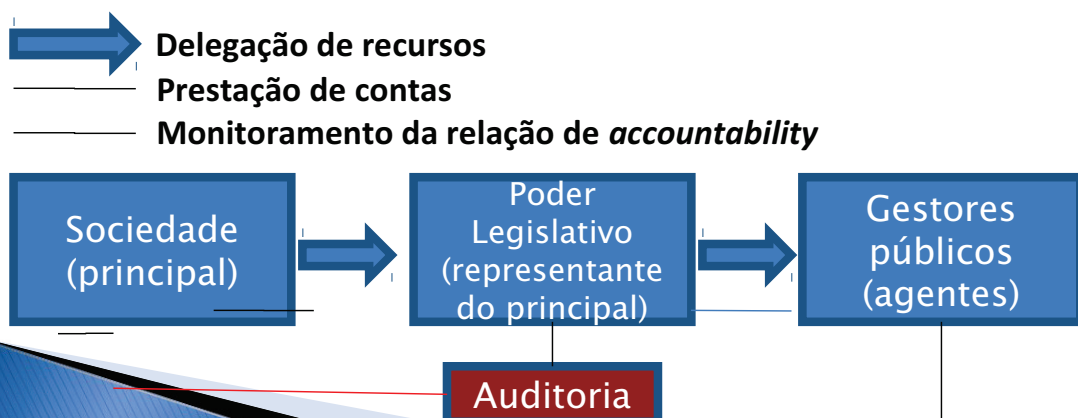 Delegação de recursos
Prestação de contas
Monitoramento da relação de accountability
Sociedade
(principal)
Poder
Legislativo
(representante
do principal)
Gestores
públicos
(agentes)
Auditoria